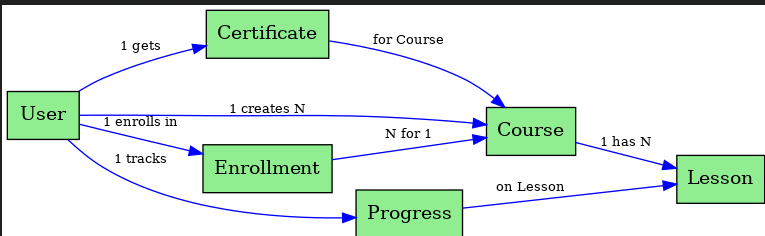 Certificate
1 gets
for Course
User
1 creates N
1 enrolls in
Course
N for 1
1 has N
Enrollment
1 tracks
Lesson
on Lesson
Progress